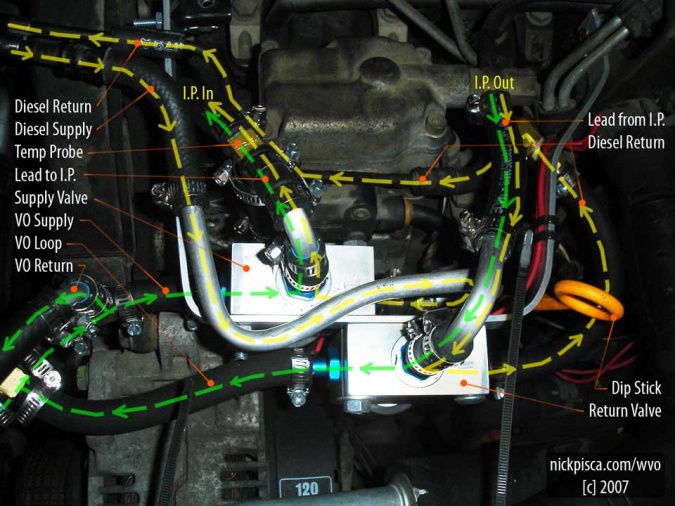 I.P. In
I.P. Out
Diesel Return
Diesel Supply
Temp Probe
Lead to I.P.
Supply Valve
VO Supply
VO Loop
VO Return
Lead from I.P.
Diesel Return
Dip Stick
Return Valve
120
nickpisca.com/wvo
[c] 2007